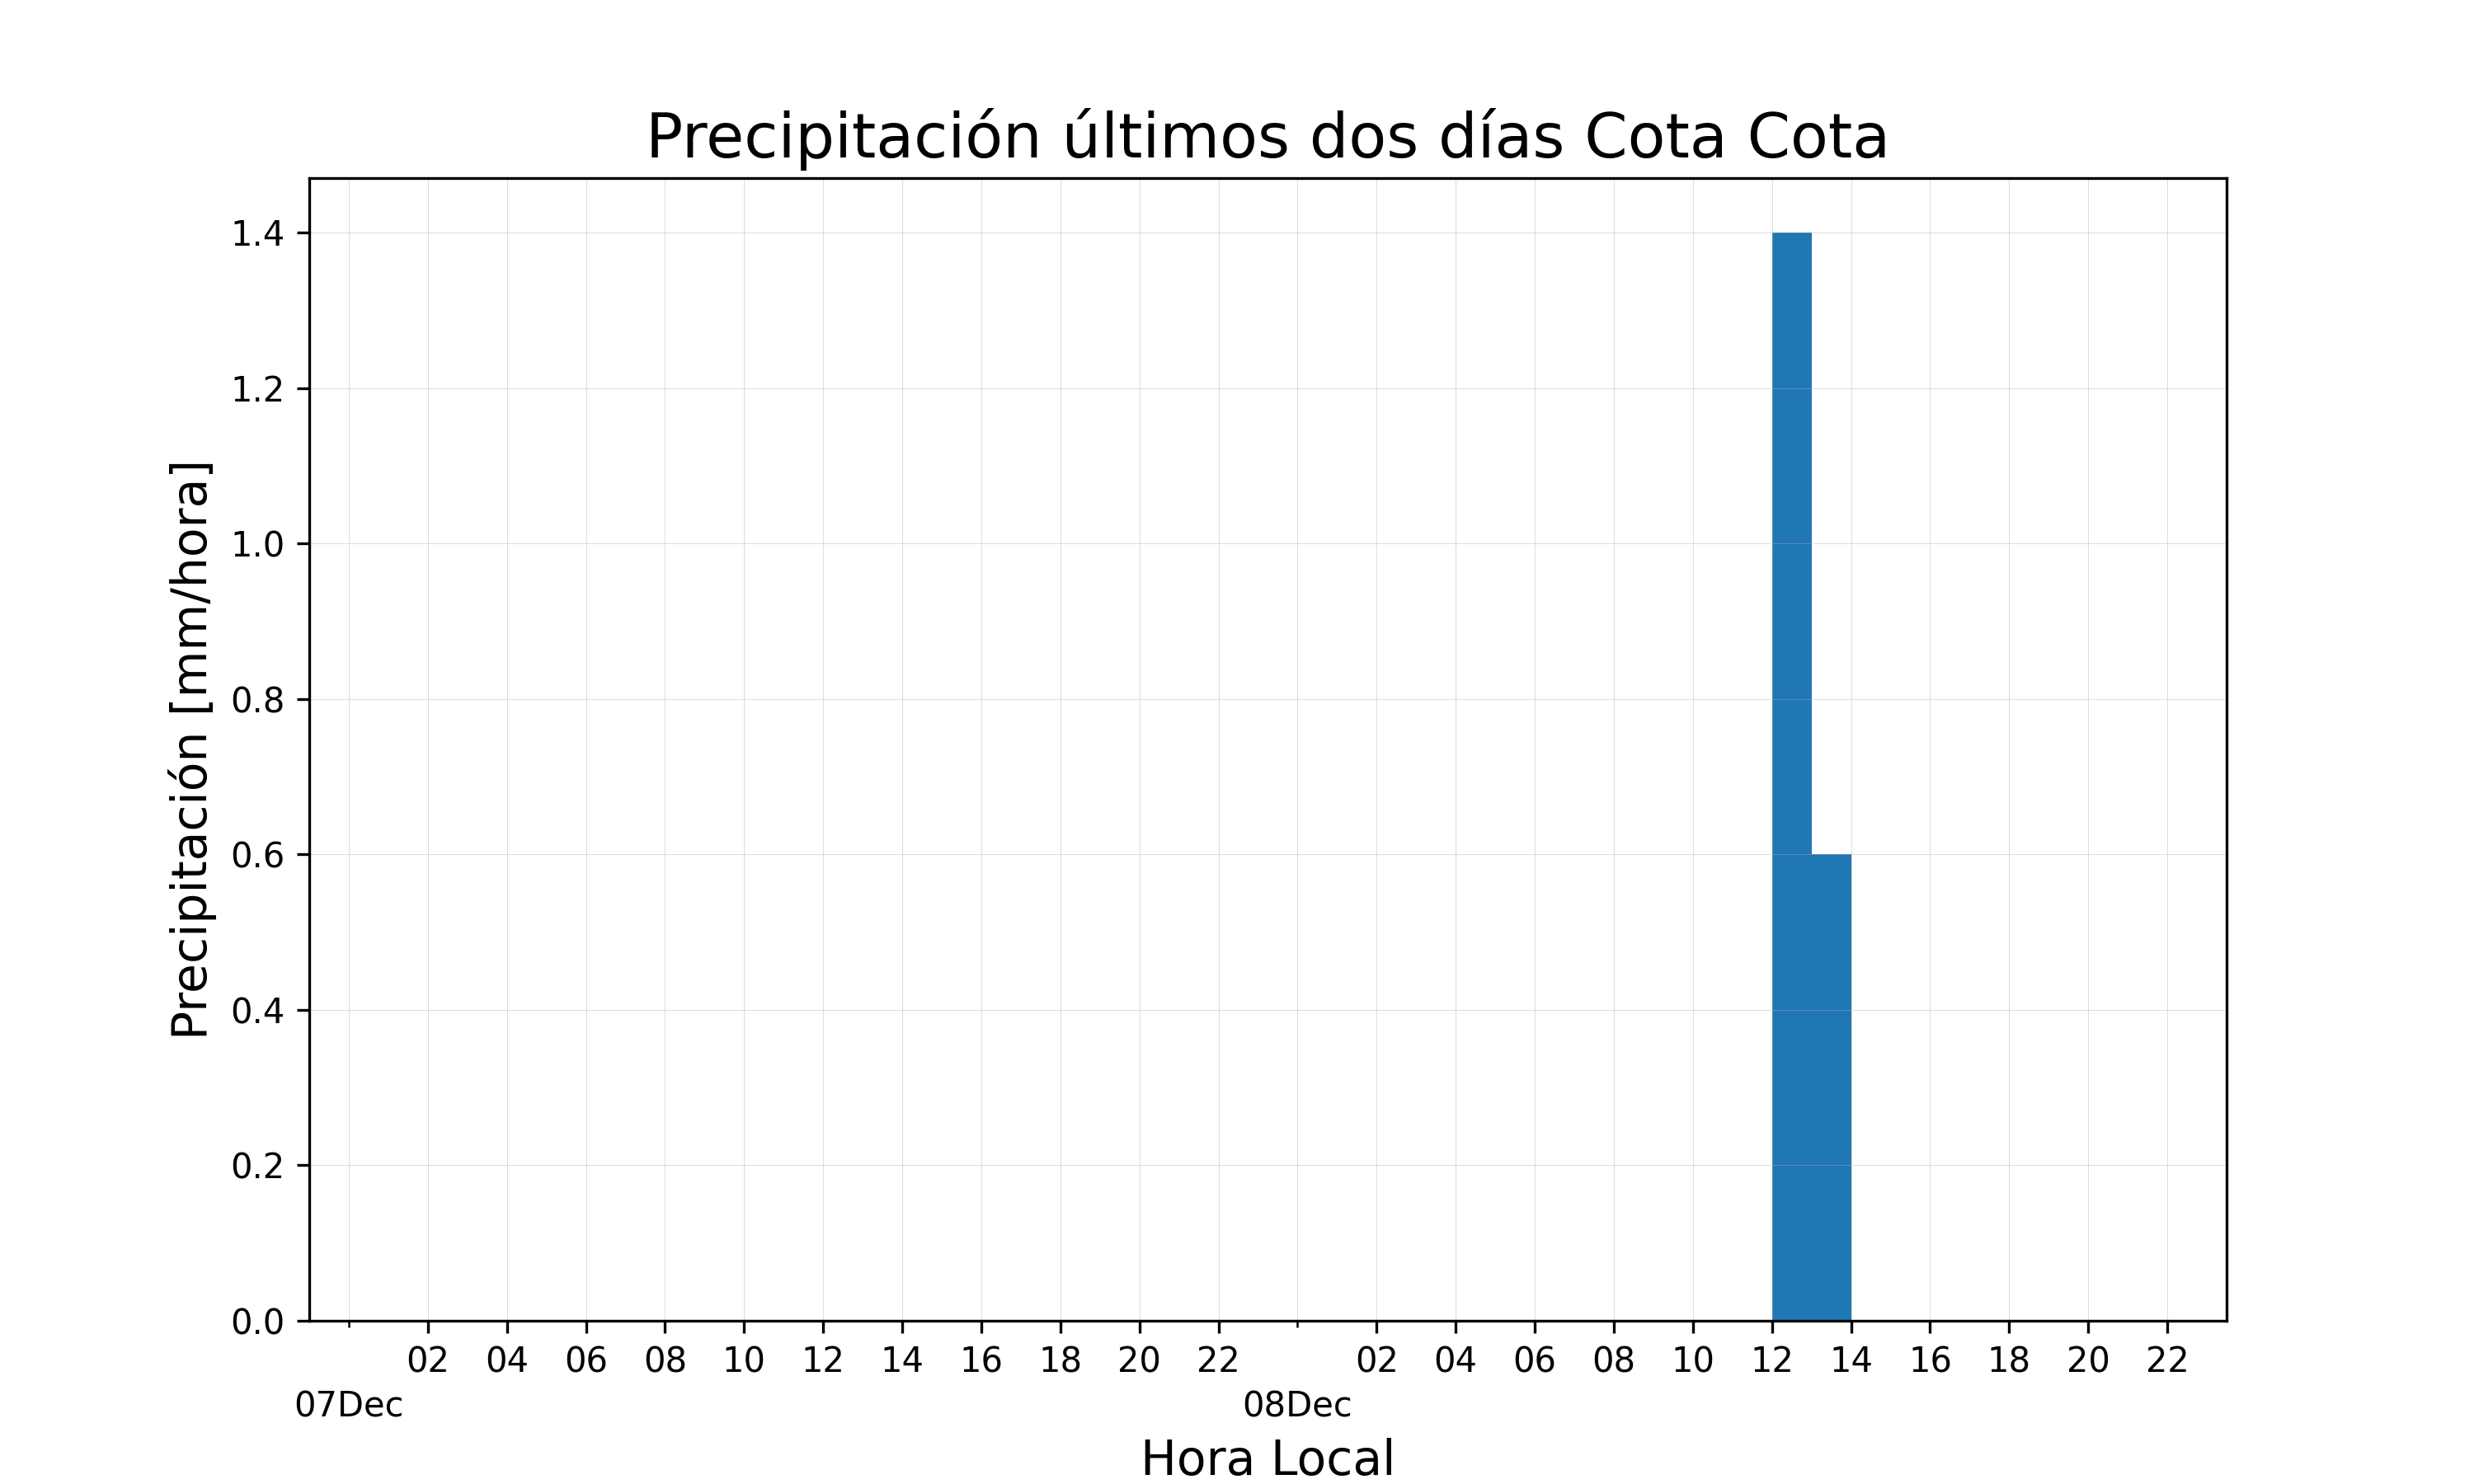 Precipitación últimos dos días Cota Cota
Precipitación [mm/hora]
1.4
1.2
1.0
0.8
0.6
0.4
0.2
0.0
02 04 06 08 10 12 14 16 18 20 22 02 04 06 08 10 12 14 16 18 20 22
07Dec 08Dec
Hora Local